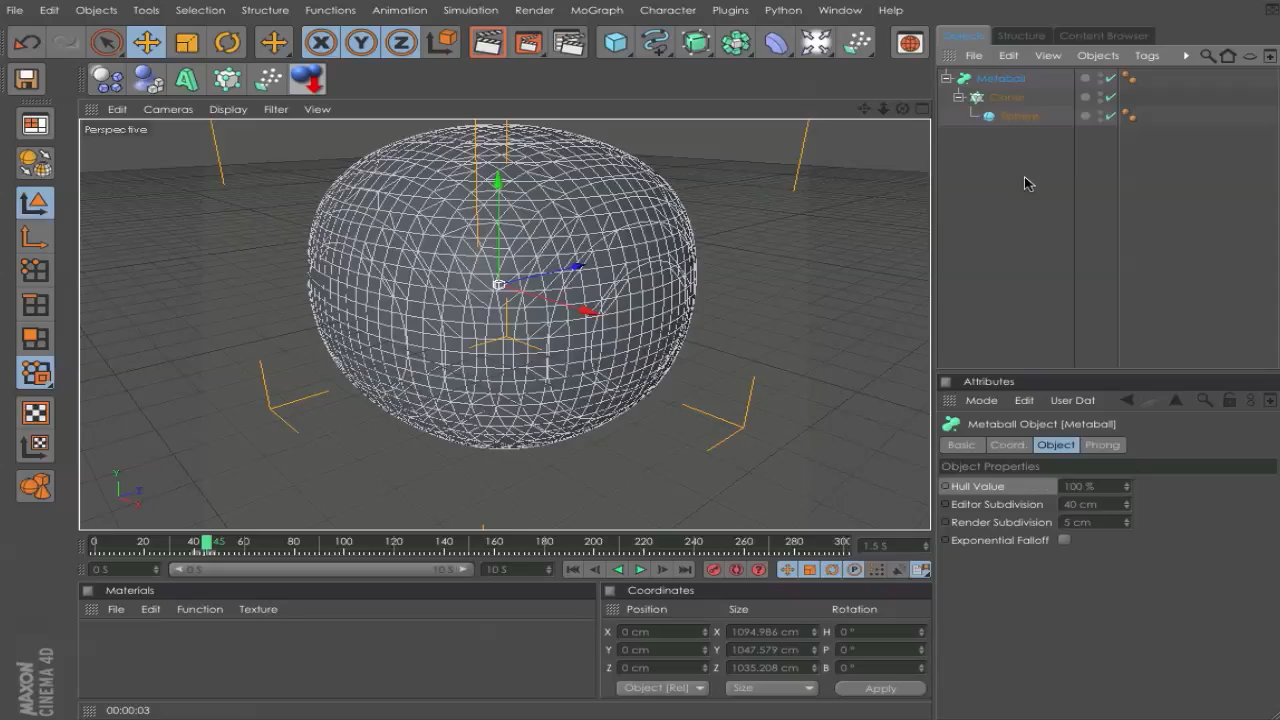 File Edit Objects Tools Selection Structure Functions Animation Simulation Render MoGraph Character Plugins Python Window Help
Objects Structure Content Browser
File Edit View Objects Tags
Metaball
Cloner
Sphere
Edit Cameras Display Filter View
Perspective
Y
Z
X
0 20 40 45 60 80 100 120 140 160 180 200 220 240 260 280 300
1.5 S
0 S 0 S 10 S 10 S
Materials
File Edit Function Texture
Coordinates
Position Size Rotation
X 0 cm X 1094.986 cm H 0 °
Y 0 cm Y 1047.579 cm P 0 °
Z 0 cm Z 1035.208 cm B 0 °
Object (Rel) Size Apply
Attributes
Mode Edit User Dat
Metaball Object [Metaball]
Basic Coord. Object Phong
Object Properties
Hull Value 100 %
Editor Subdivision 40 cm
Render Subdivision 5 cm
Exponential Falloff
MAXON
CINEMA 4D
00:00:03